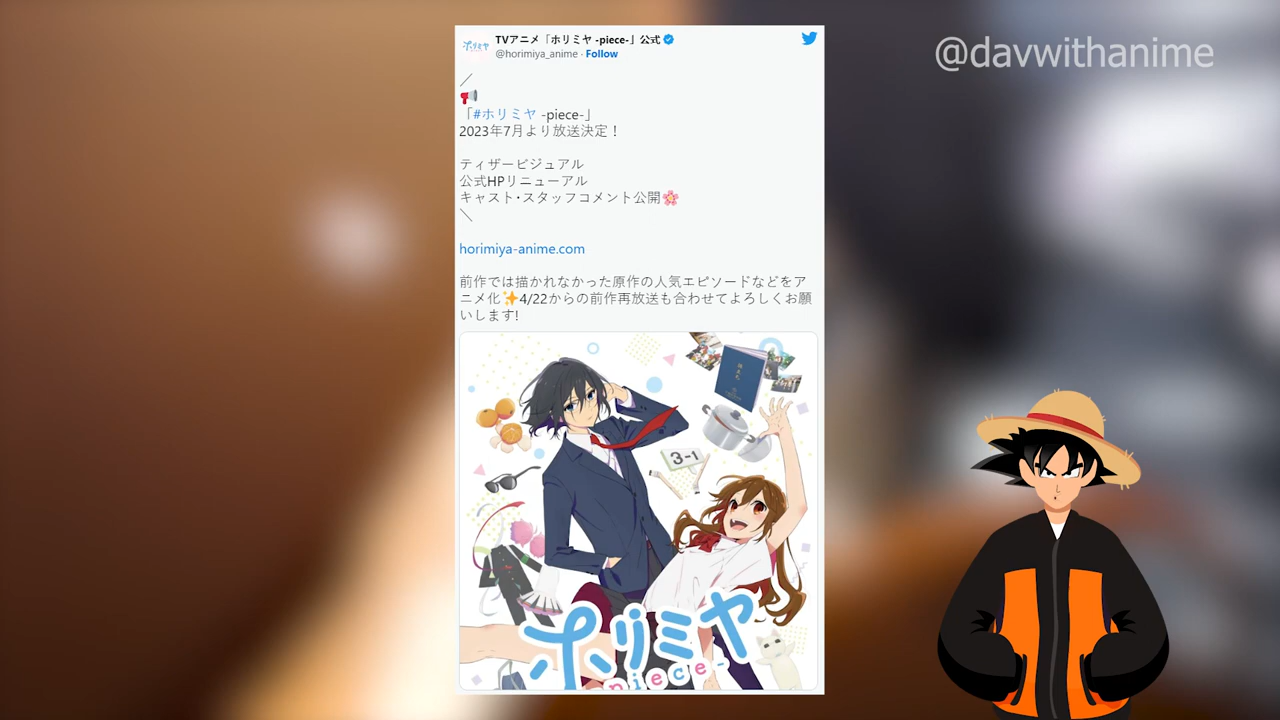 @davwithanime
ホリミヤ
TVアニメ「ホリミヤ -piece-」公式
@horimiya_anime · Follow
／
「#ホリミヤ -piece-」
2023年7月より放送決定！
ティザービジュアル
公式HPリニューアル
キャスト･スタッフコメント公開🌸
＼
horimiya-anime.com
前作では描かれなかった原作の人気エピソードなどをア
ニメ化✨4/22からの前作再放送も合わせてよろしくお願
いします!
3-1
ホリミヤ
-piece-